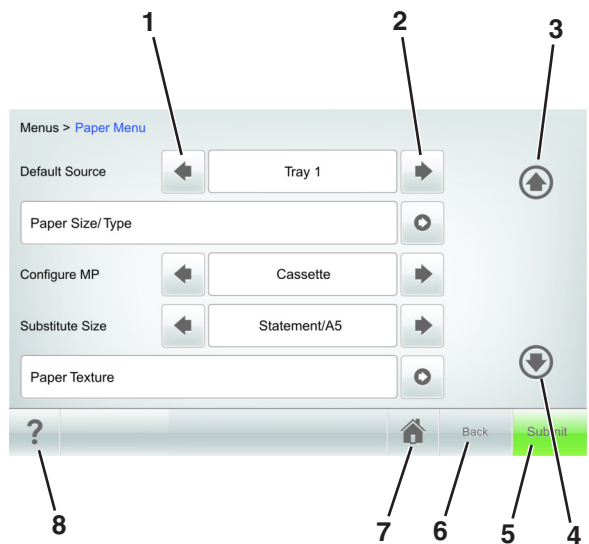 1 2 3
Menus > Paper Menu
Default Source Tray 1
Paper Size/Type
Configure MP Cassette
Substitute Size Statement/A5
Paper Texture
? Back Submit
8 7 6 5 4